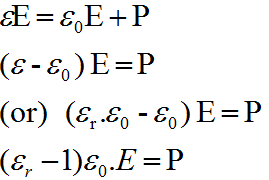 εE = ε₀E + P
(ε - ε₀) E = P
(or) (εᵣ.ε₀ - ε₀) E = P
(εᵣ − 1)ε₀.E = P